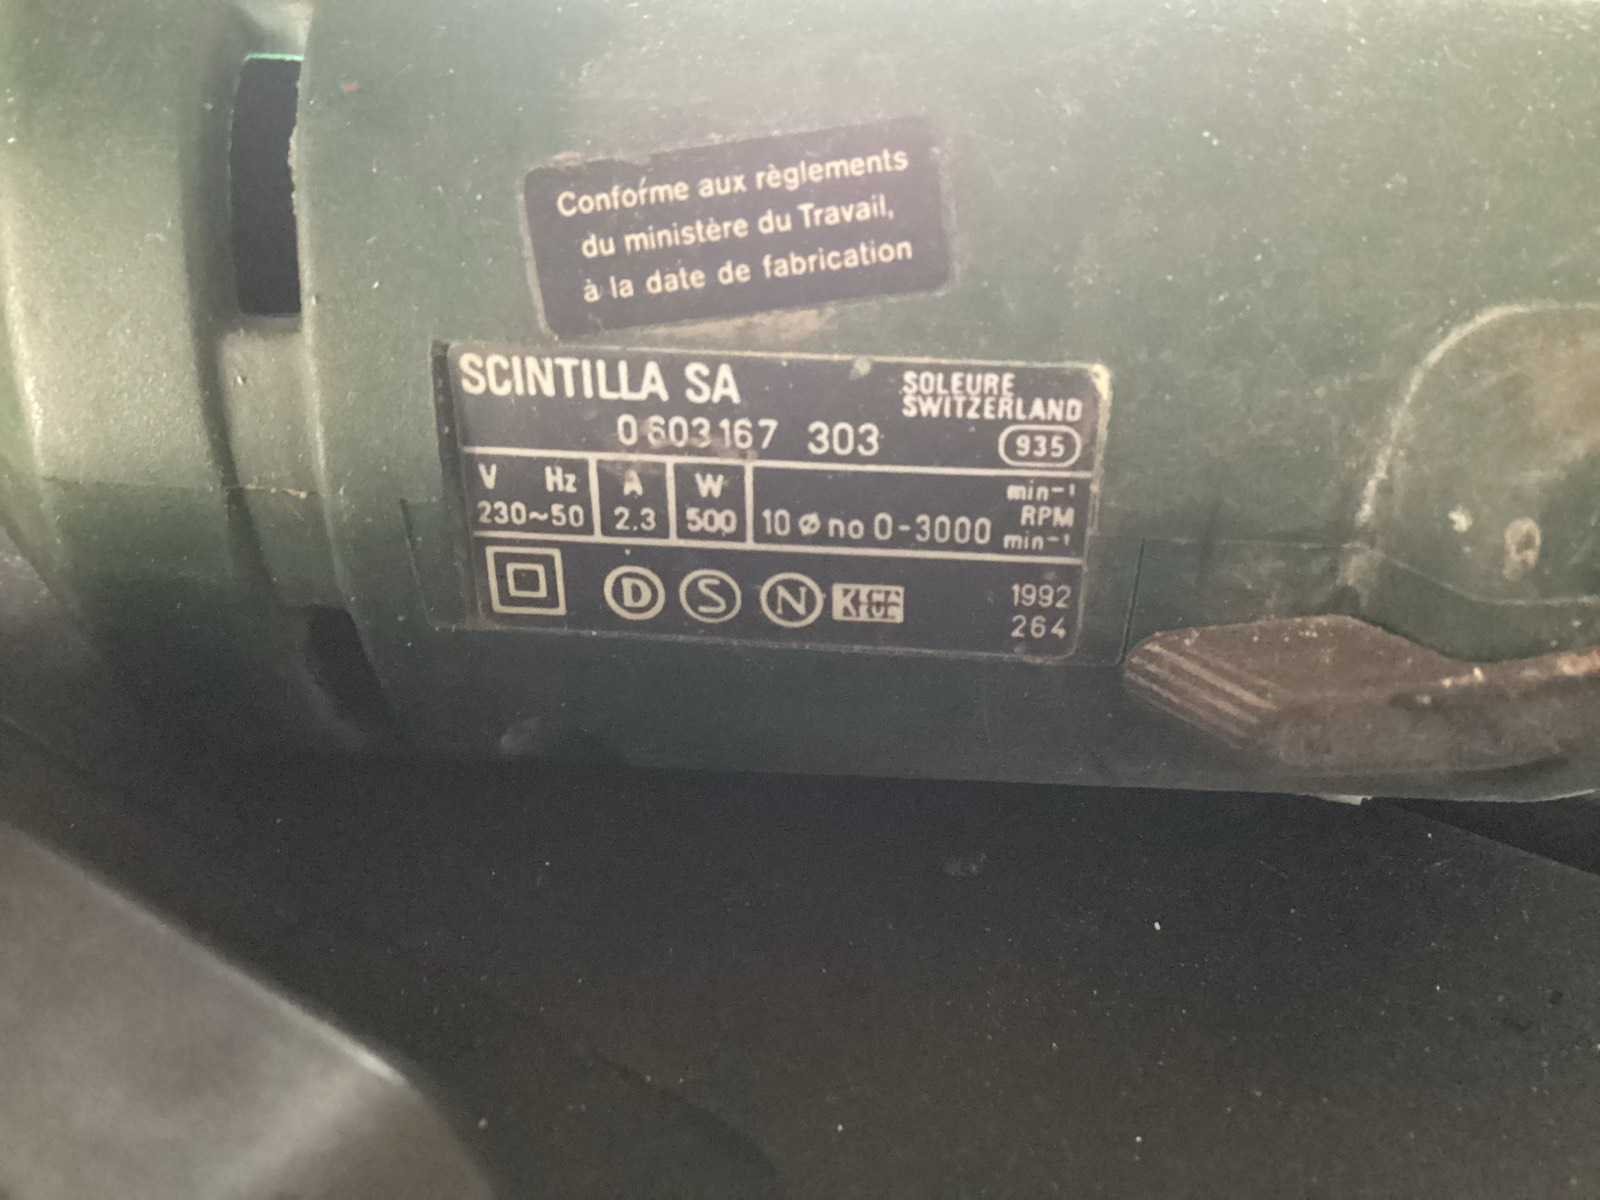 Conforme aux règlements
du ministère du Travail,
à la date de fabrication
SCINTILLA SA
SOLEURE
SWITZERLAND
0 603 167 303
935
V Hz A W min⁻¹
230~50 2.3 500 10 ⌀ no 0-3000 RPM
min⁻¹
D S N 1992
264